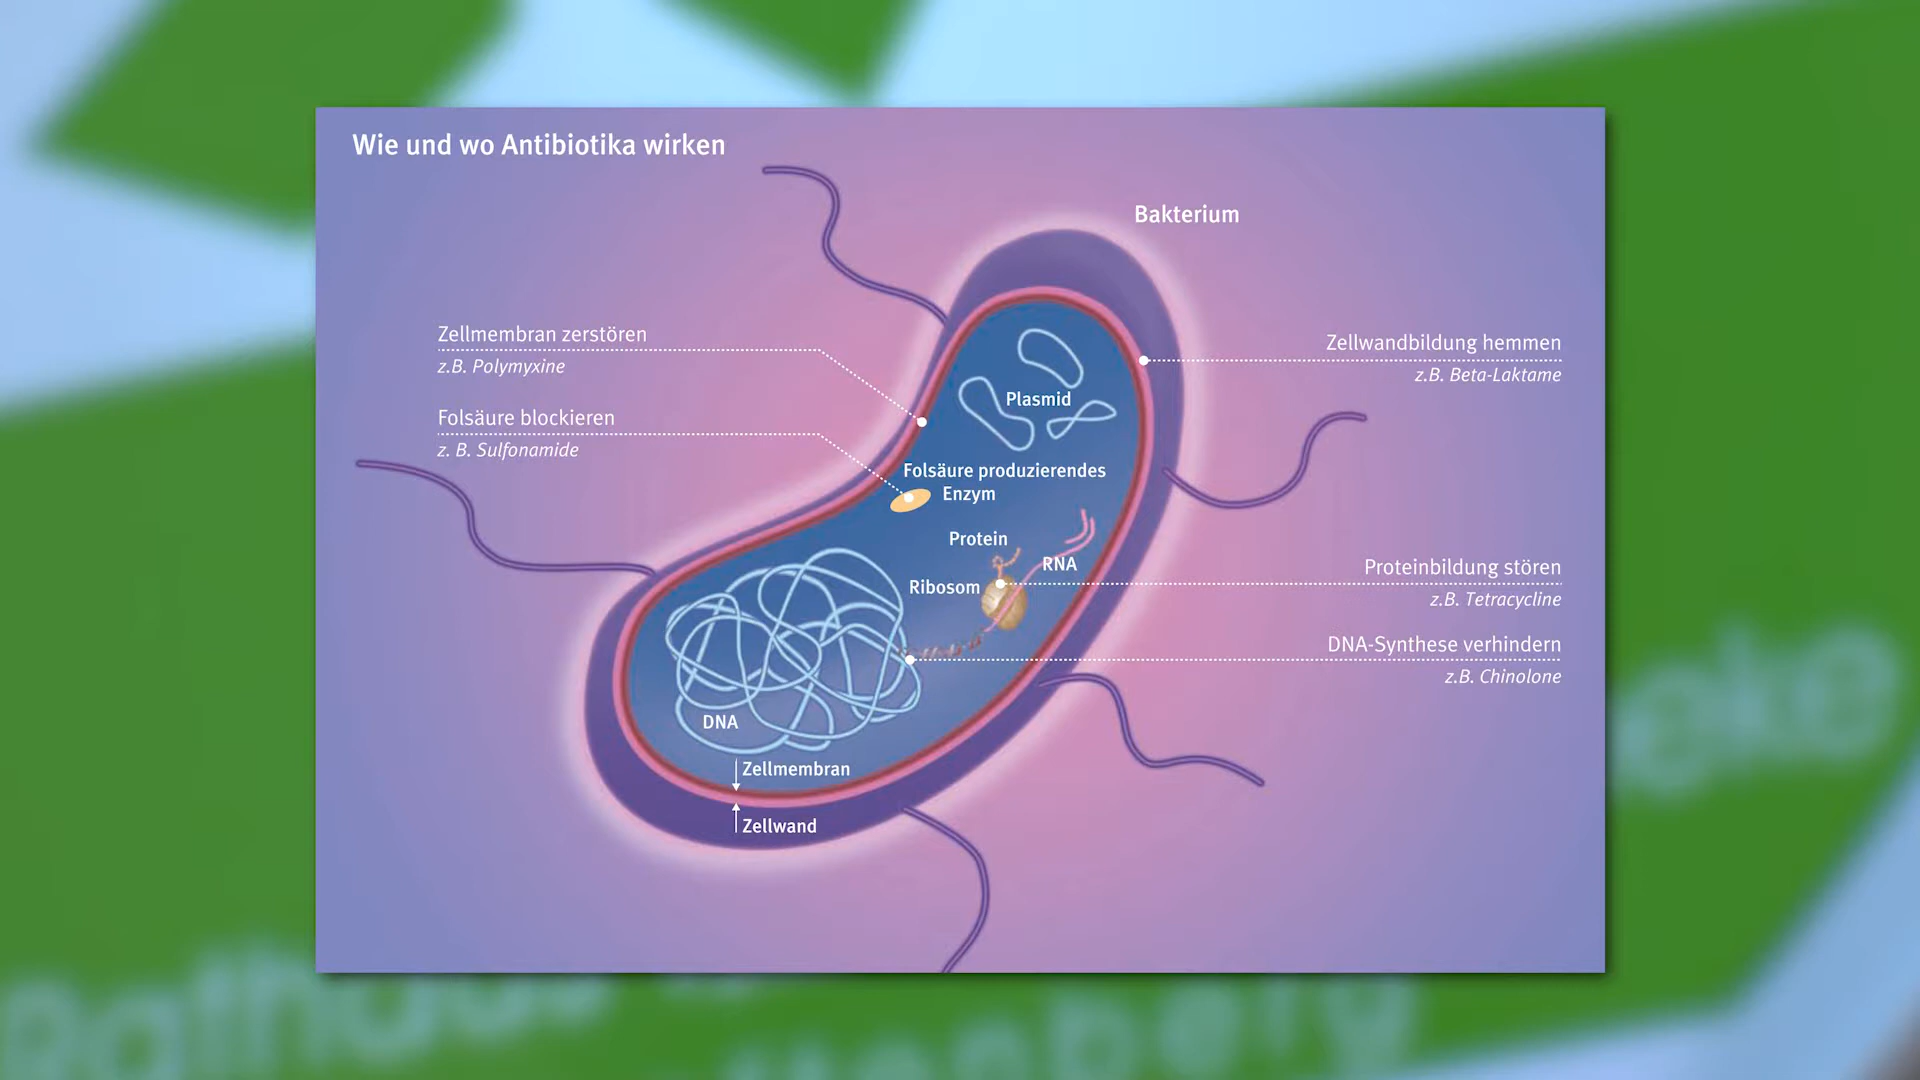 Wie und wo Antibiotika wirken
Bakterium
Zellmembran zerstören
z.B. Polymyxine
Folsäure blockieren
z. B. Sulfonamide
Zellwandbildung hemmen
z.B. Beta-Laktame
Plasmid
Folsäure produzierendes
Enzym
Protein
RNA
Ribosom
Proteinbildung stören
z.B. Tetracycline
DNA-Synthese verhindern
z.B. Chinolone
DNA
Zellmembran
Zellwand